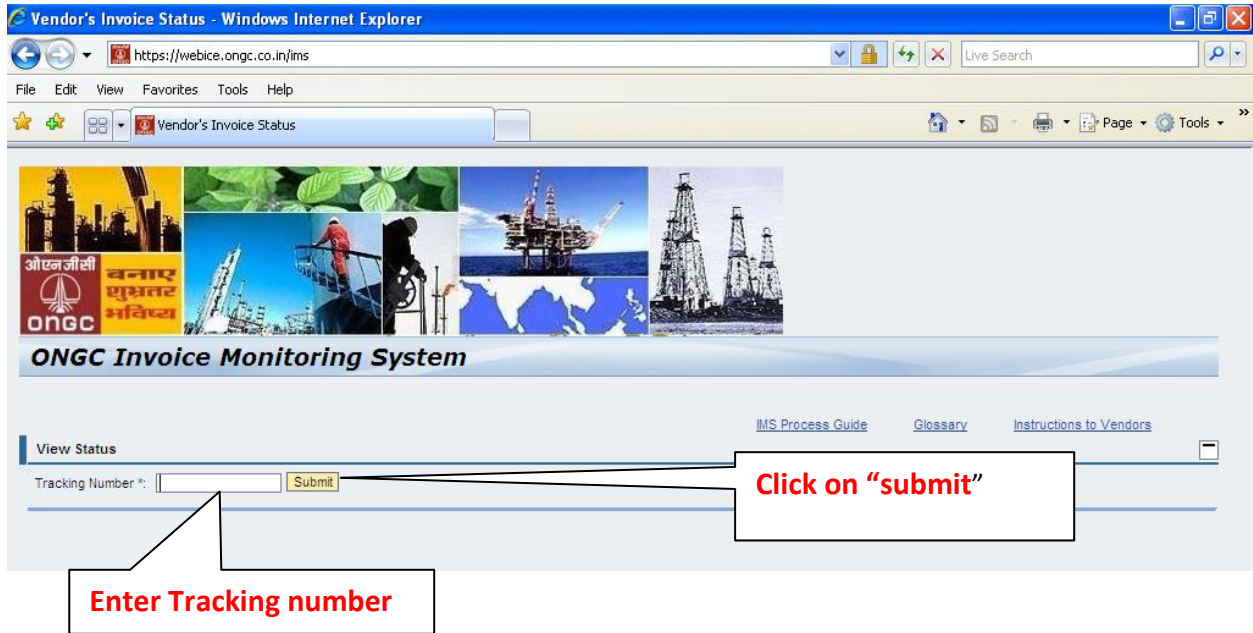 Vendor's Invoice Status - Windows Internet Explorer
https://webice.ongc.co.in/ims
Live Search
File Edit View Favorites Tools Help
Vendor's Invoice Status
Page Tools »
ओएनजीसी
ONGC
बनाए
शुभ्रतर
भविष्य
ONGC Invoice Monitoring System
IMS Process Guide Glossary Instructions to Vendors
View Status
Tracking Number *: Submit
Click on “submit”
Enter Tracking number